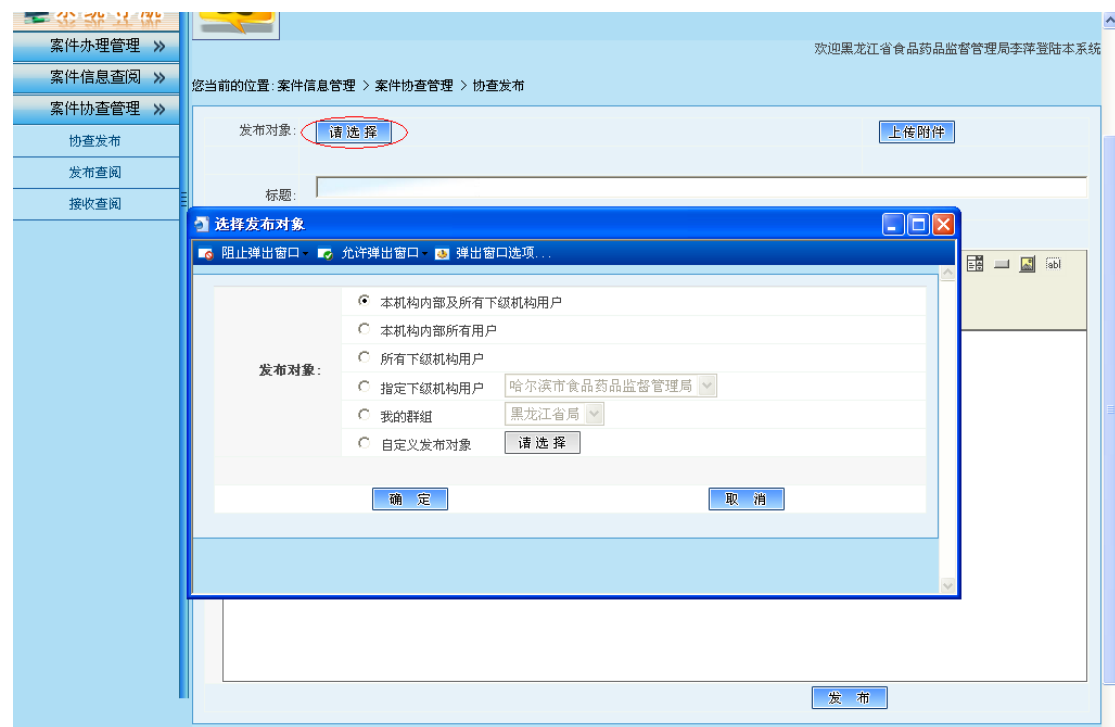 系统导航
案件办理管理
欢迎黑龙江省食品药品监督管理局李萍登陆本系统
案件信息查阅
您当前的位置:案件信息管理 > 案件协查管理 > 协查发布
案件协查管理
发布对象: 请选择 上传附件
协查发布
发布查阅
标题:
接收查阅
选择发布对象
阻止弹出窗口 允许弹出窗口 弹出窗口选项...
abl
发布对象:
本机构内部及所有下级机构用户
本机构内部所有用户
所有下级机构用户
指定下级机构用户 哈尔滨市食品药品监督管理局
我的群组 黑龙江省局
自定义发布对象 请选择
确 定 取 消
发 布